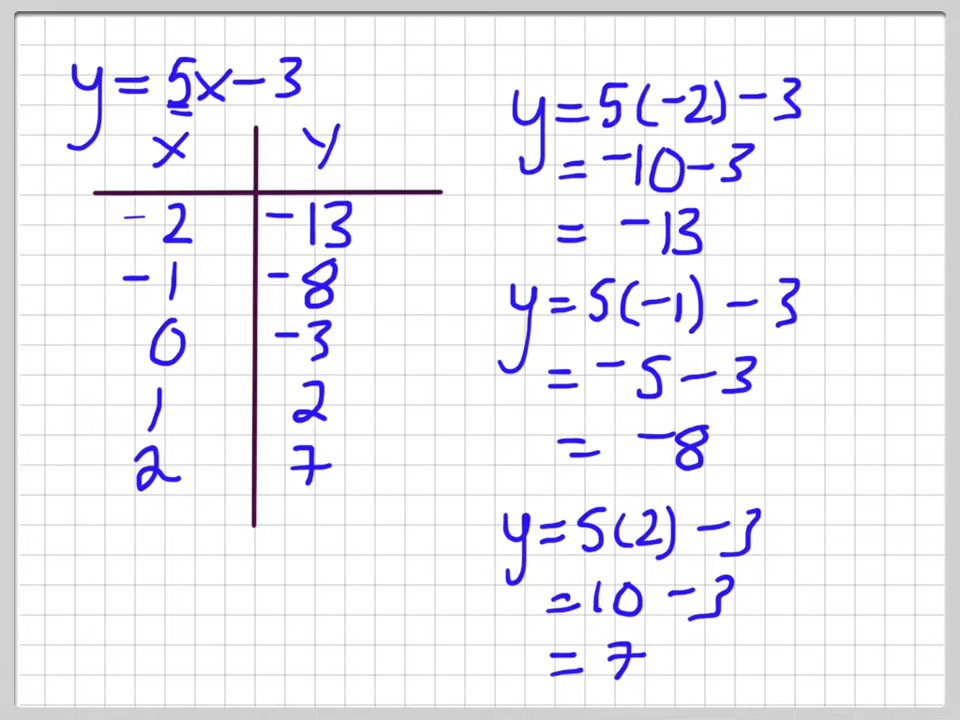 y = 5x - 3
x y
-2 -13
-1 -8
0 -3
1 2
2 7
y = 5(-2) - 3
= -10 - 3
= -13
y = 5(-1) - 3
= -5 - 3
= -8
y = 5(2) - 3
= 10 - 3
= 7